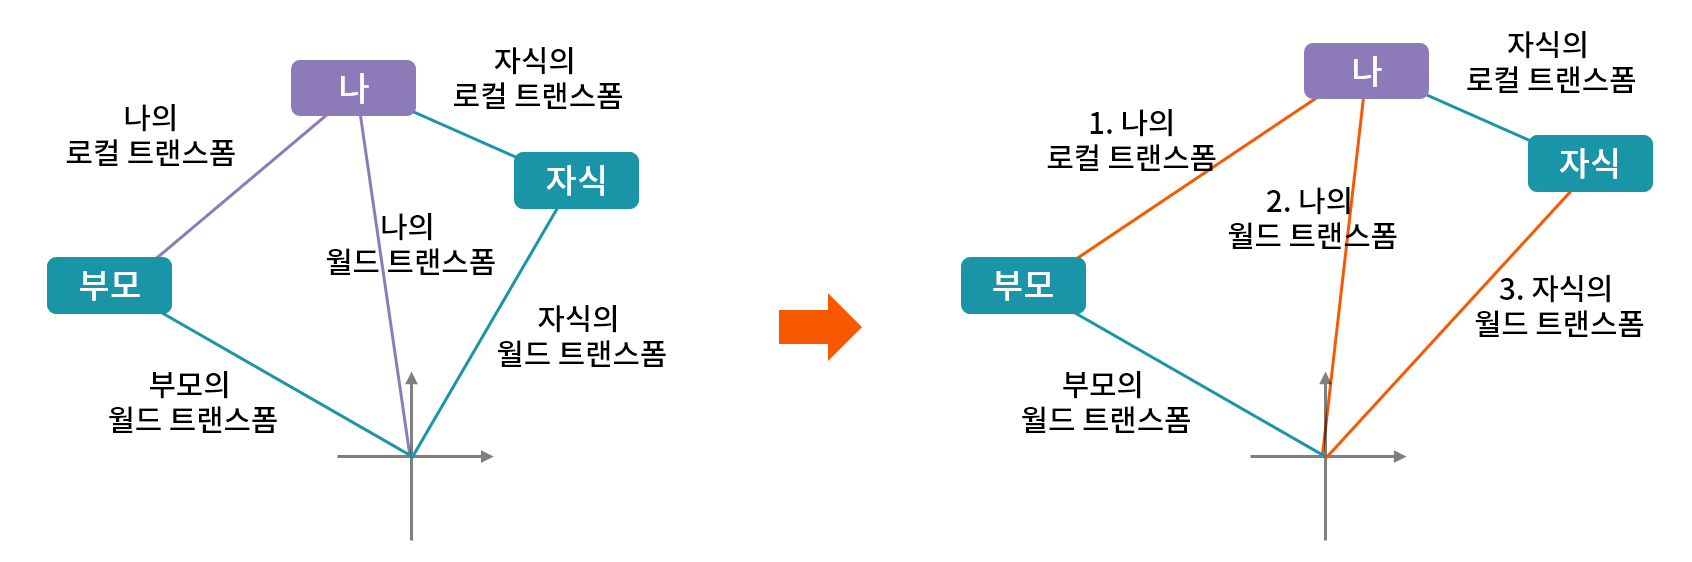 나
자식의
로컬 트랜스폼
나의
로컬 트랜스폼
자식
나의
월드 트랜스폼
부모
자식의
월드 트랜스폼
부모의
월드 트랜스폼
나
자식의
로컬 트랜스폼
1. 나의
로컬 트랜스폼
자식
2. 나의
월드 트랜스폼
부모
3. 자식의
월드 트랜스폼
부모의
월드 트랜스폼